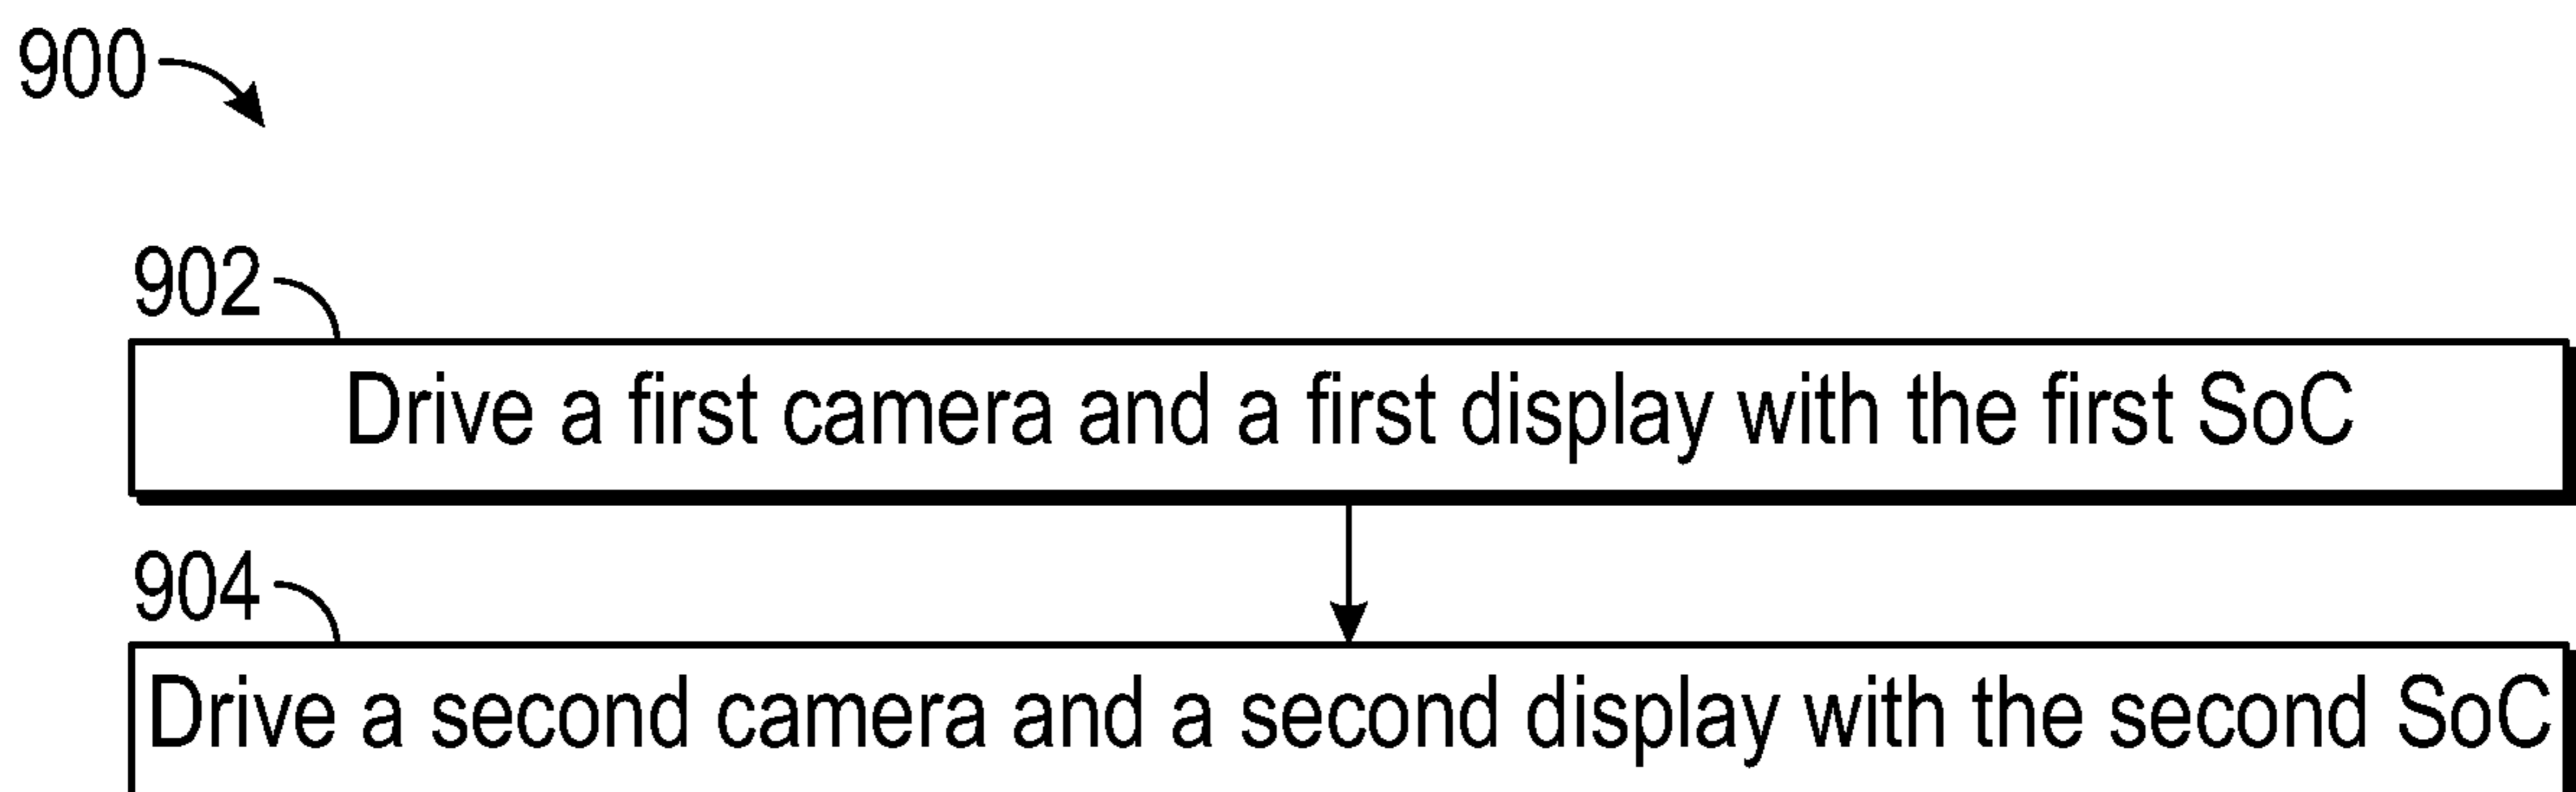 900
902
Drive a first camera and a first display with the first SoC
904
Drive a second camera and a second display with the second SoC